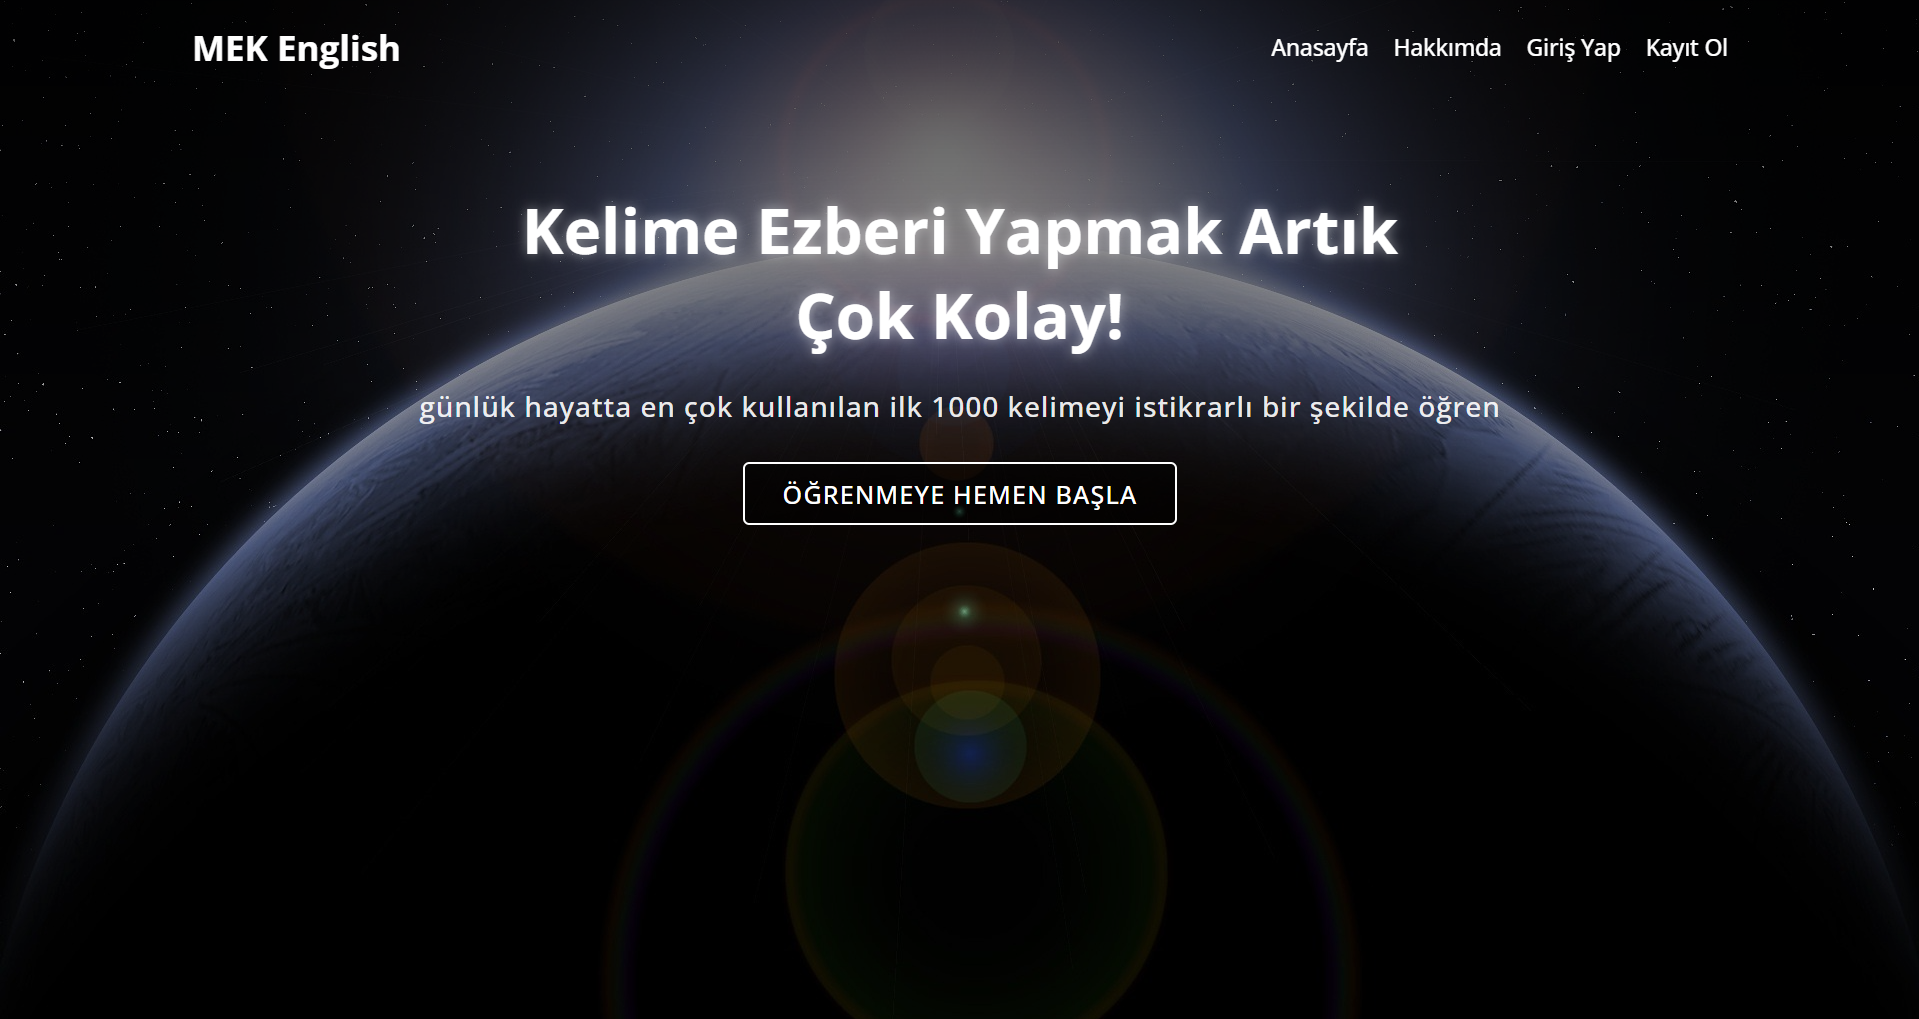 MEK English
Anasayfa Hakkımda Giriş Yap Kayıt Ol
Kelime Ezberi Yapmak Artık
Çok Kolay!
günlük hayatta en çok kullanılan ilk 1000 kelimeyi istikrarlı bir şekilde öğren
ÖĞRENMEYE HEMEN BAŞLA